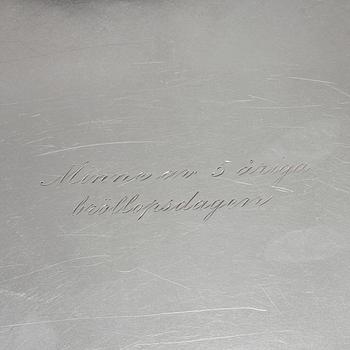 Minne av 5 åriga
bröllopsdagen